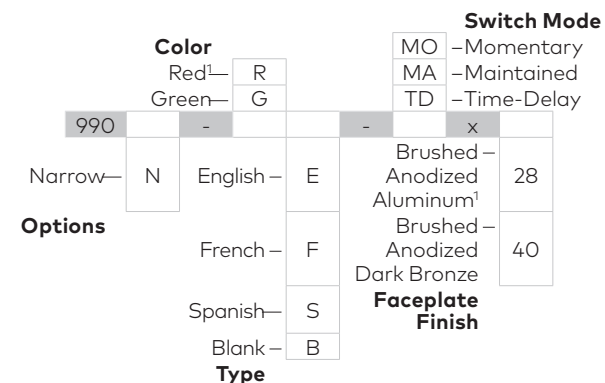 Switch Mode
Color
MO – Momentary
Red¹— R
MA – Maintained
Green— G
TD – Time-Delay
990 - - x
Narrow— N
English – E
Brushed –
Anodized
Aluminum¹
28
Options
French – F
Brushed –
Anodized
Dark Bronze
40
Spanish— S
Faceplate
Finish
Blank – B
Type